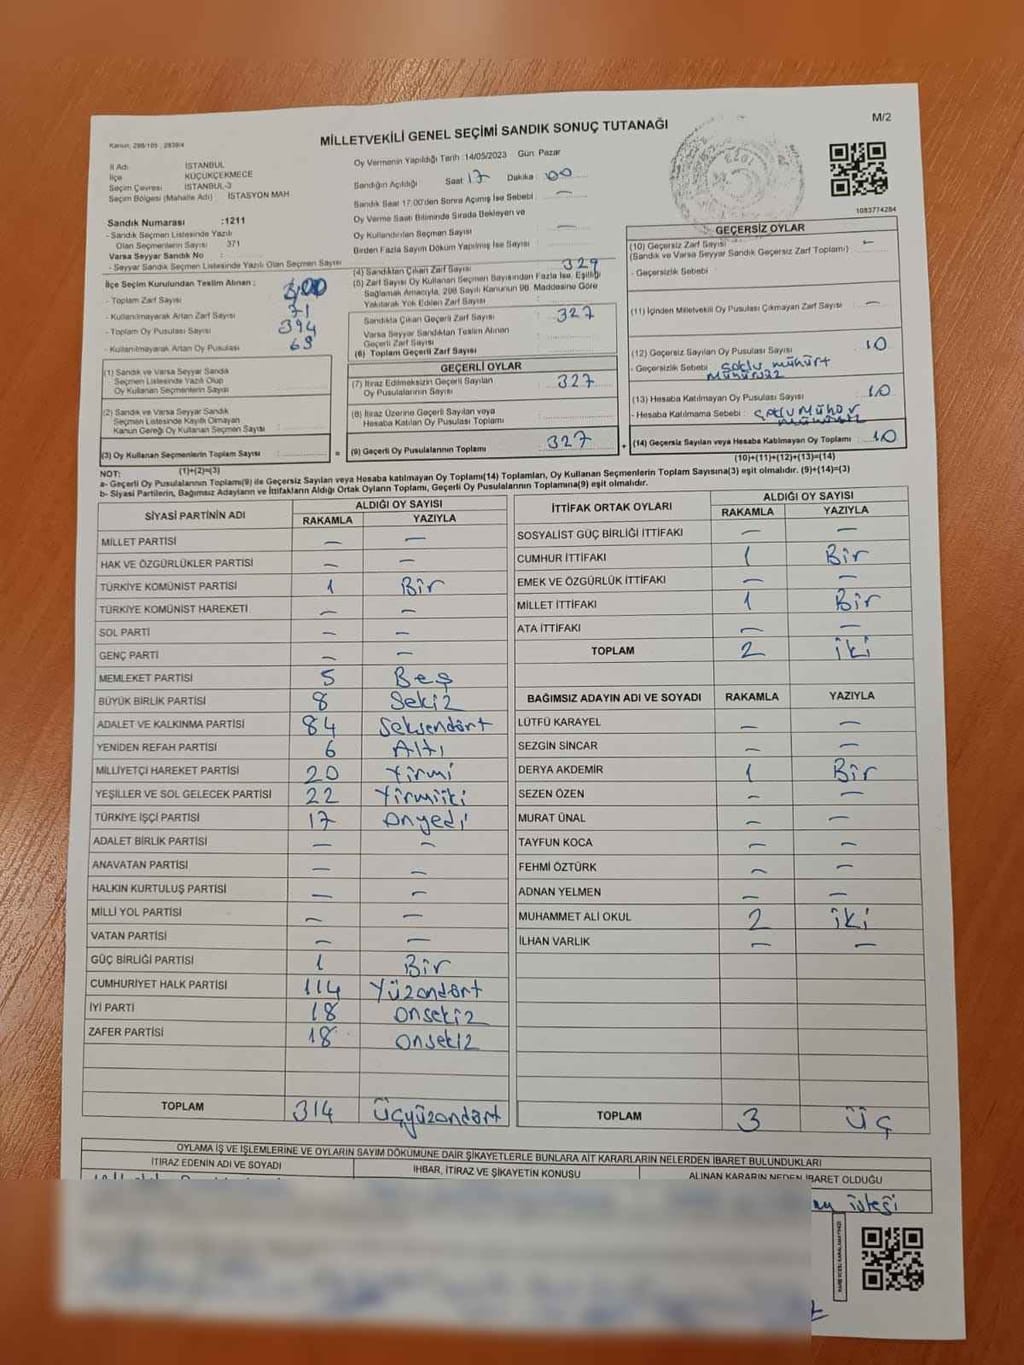 M/2
Kanun, 298/105 , 2839/4
MİLLETVEKİLİ GENEL SEÇİMİ SANDIK SONUÇ TUTANAĞI
İl Adı : İSTANBUL
İlçe : KÜÇÜKÇEKMECE
Seçim Çevresi : İSTANBUL-3
Seçim Bölgesi (Mahalle Adı) : İSTASYON MAH
Sandık Numarası :1211
- Sandık Seçmen Listesinde Yazılı
Olan Seçmenlerin Sayısı : 371
Varsa Seyyar Sandık No :
- Seyyar Sandık Seçmen Listesinde Yazılı Olan Seçmen Sayısı
Oy Vermenin Yapıldığı Tarih :14/05/2023 Gün: Pazar
Sandığın Açıldığı Saat 17 Dakika 00
Sandık Saat 17.00'den Sonra Açımış İse Sebebi : —
Oy Verme Saati Bitiminde Sırada Bekleyen ve
Oy Kullandırılan Seçmen Sayısı : —
Birden Fazla Sayım Döküm Yapılmış İse Sayısı :
1083774284
İlçe Seçim Kurulundan Teslim Alınan :
- Toplam Zarf Sayısı :
- Kullanılmayarak Artan Zarf Sayısı : 71
- Toplam Oy Pusulası Sayısı : 394
- Kullanılmayarak Artan Oy Pusulası : 69
(1) Sandık ve Varsa Seyyar Sandık
Seçmen Listesinde Yazılı Olup
Oy Kullanan Seçmenlerin Sayısı :
(2) Sandık ve Varsa Seyyar Sandık
Seçmen Listesinde Kayıtlı Olmayan
Kanun Gereği Oy Kullanan Seçmen Sayısı :
(3) Oy Kullanan Seçmenlerin Toplam Sayısı :
(1)+(2)=(3)
(4) Sandıktan Çıkan Zarf Sayısı : 329
(5) Zarf Sayısı Oy Kullanan Seçmen Sayısından Fazla İse, Eşitliği
Sağlamak Amacıyla, 298 Sayılı Kanunun 98. Maddesine Göre
Yakılarak Yok Edilen Zarf Sayısı :
Sandıkta Çıkan Geçerli Zarf Sayısı : 327
Varsa Seyyar Sandıktan Teslim Alınan
Geçerli Zarf Sayısı :
(6) Toplam Geçerli Zarf Sayısı :
GEÇERLİ OYLAR
(7) İtiraz Edilmeksizin Geçerli Sayılan
Oy Pusulalarının Sayısı : 327
(8) İtiraz Üzerine Geçerli Sayılan veya
Hesaba Katılan Oy Pusulası Toplamı :
= (9) Geçerli Oy Pusulalarının Toplamı : 327 +
GEÇERSİZ OYLAR
(10) Geçersiz Zarf Sayısı : —
(Sandık ve Varsa Seyyar Sandık Geçersiz Zarf Toplamı)
- Geçersizlik Sebebi :
(11) İçinden Milletvekili Oy Pusulası Çıkmayan Zarf Sayısı : —
(12) Geçersiz Sayılan Oy Pusulası Sayısı : 10
- Geçersizlik Sebebi : Çoklu mühürt
mühürsüz
(13) Hesaba Katılmayan Oy Pusulası Sayısı : 10
- Hesaba Katılmama Sebebi : Çoklu Mühür
mühürsüz
(14) Geçersiz Sayılan veya Hesaba Katılmayan Oy Toplamı : 10
(10)+(11)+(12)+(13)=(14)
NOT:
a- Geçerli Oy Pusulalarının Toplamı(9) ile Geçersiz Sayılan veya Hesaba katılmayan Oy Toplamı(14) Toplamları, Oy Kullanan Seçmenlerin Toplam Sayısına(3) eşit olmalıdır. (9)+(14)=(3)
b- Siyasi Partilerin, Bağımsız Adayların ve İttifakların Aldığı Ortak Oyların Toplamı, Geçerli Oy Pusulalarının Toplamına(9) eşit olmalıdır.
SİYASİ PARTİNİN ADI ALDIĞI OY SAYISI
RAKAMLA YAZIYLA
MİLLET PARTİSİ — —
HAK VE ÖZGÜRLÜKLER PARTİSİ — —
TÜRKİYE KOMÜNİST PARTİSİ 1 Bir
TÜRKİYE KOMÜNİST HAREKETİ — —
SOL PARTİ — —
GENÇ PARTİ — —
MEMLEKET PARTİSİ 5 Beş
BÜYÜK BİRLİK PARTİSİ 8 Sekiz
ADALET VE KALKINMA PARTİSİ 84 Seksendört
YENİDEN REFAH PARTİSİ 6 Altı
MİLLİYETÇİ HAREKET PARTİSİ 20 Yirmi
YEŞİLLER VE SOL GELECEK PARTİSİ 22 Yirmiiki
TÜRKİYE İŞÇİ PARTİSİ 17 Onyedi
ADALET BİRLİK PARTİSİ — —
ANAVATAN PARTİSİ — —
HALKIN KURTULUŞ PARTİSİ — —
MİLLİ YOL PARTİSİ — —
VATAN PARTİSİ — —
GÜÇ BİRLİĞİ PARTİSİ 1 Bir
CUMHURİYET HALK PARTİSİ 114 Yüzondört
İYİ PARTİ 18 Onsekiz
ZAFER PARTİSİ 18 Onsekiz
TOPLAM 314 Üçyüzondört
İTTİFAK ORTAK OYLARI ALDIĞI OY SAYISI
RAKAMLA YAZIYLA
SOSYALİST GÜÇ BİRLİĞİ İTTİFAKI — —
CUMHUR İTTİFAKI 1 Bir
EMEK VE ÖZGÜRLÜK İTTİFAKI — —
MİLLET İTTİFAKI 1 Bir
ATA İTTİFAKI — —
TOPLAM 2 iki
BAĞIMSIZ ADAYIN ADI VE SOYADI RAKAMLA YAZIYLA
LÜTFÜ KARAYEL — —
SEZGİN SİNCAR — —
DERYA AKDEMİR 1 Bir
SEZEN ÖZEN — —
MURAT ÜNAL — —
TAYFUN KOCA — —
FEHMİ ÖZTÜRK — —
ADNAN YELMEN — —
MUHAMMET ALİ OKUL 2 iki
İLHAN VARLIK — —
TOPLAM 3 Üç
OYLAMA İŞ VE İŞLEMLERİNE VE OYLARIN SAYIM DÖKÜMÜNE DAİR ŞİKAYETLERLE BUNLARA AİT KARARLARIN NELERDEN İBARET BULUNDUKLARI
İTİRAZ EDENİN ADI VE SOYADI İHBAR, İTİRAZ VE ŞİKAYETİN KONUSU ALINAN KARARIN NEDEN İBARET OLDUĞU
isteği